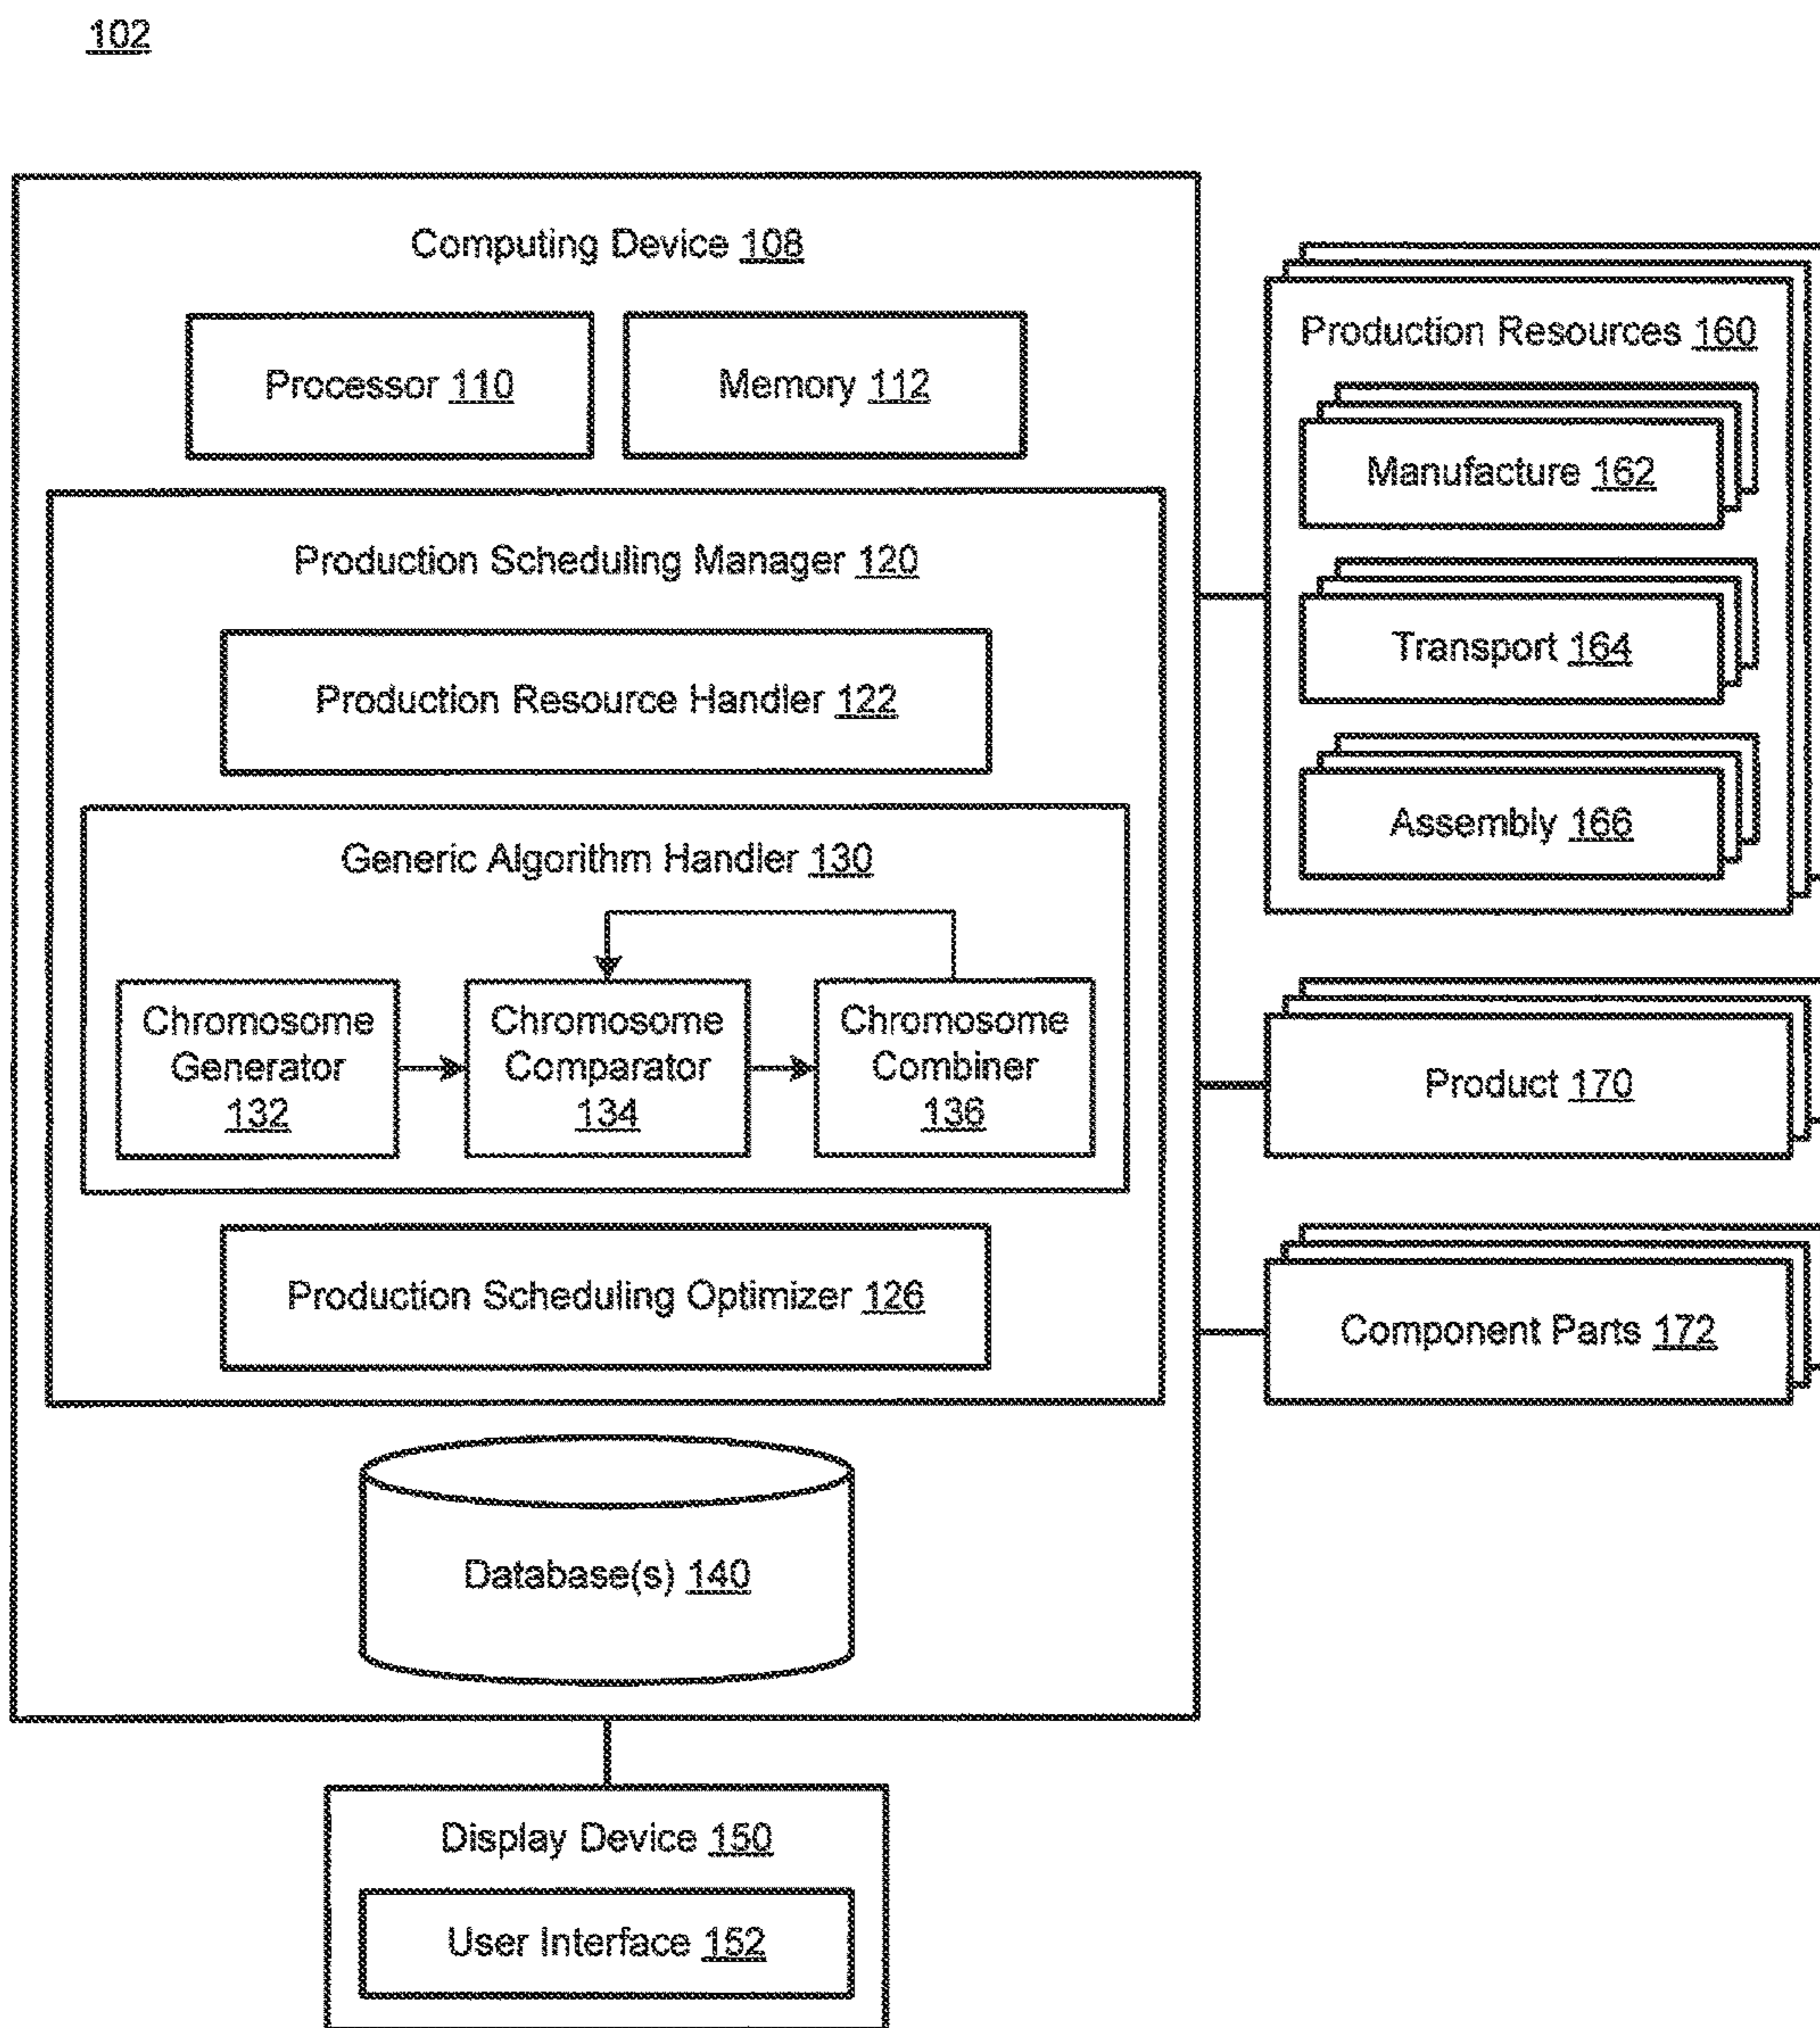 102
Computing Device 108
Processor 110
Memory 112
Production Scheduling Manager 120
Production Resource Handler 122
Generic Algorithm Handler 130
Chromosome
Generator
132
Chromosome
Comparator
134
Chromosome
Combiner
136
Production Scheduling Optimizer 126
Database(s) 140
Display Device 150
User Interface 152
Production Resources 160
Manufacture 162
Transport 164
Assembly 166
Product 170
Component Parts 172